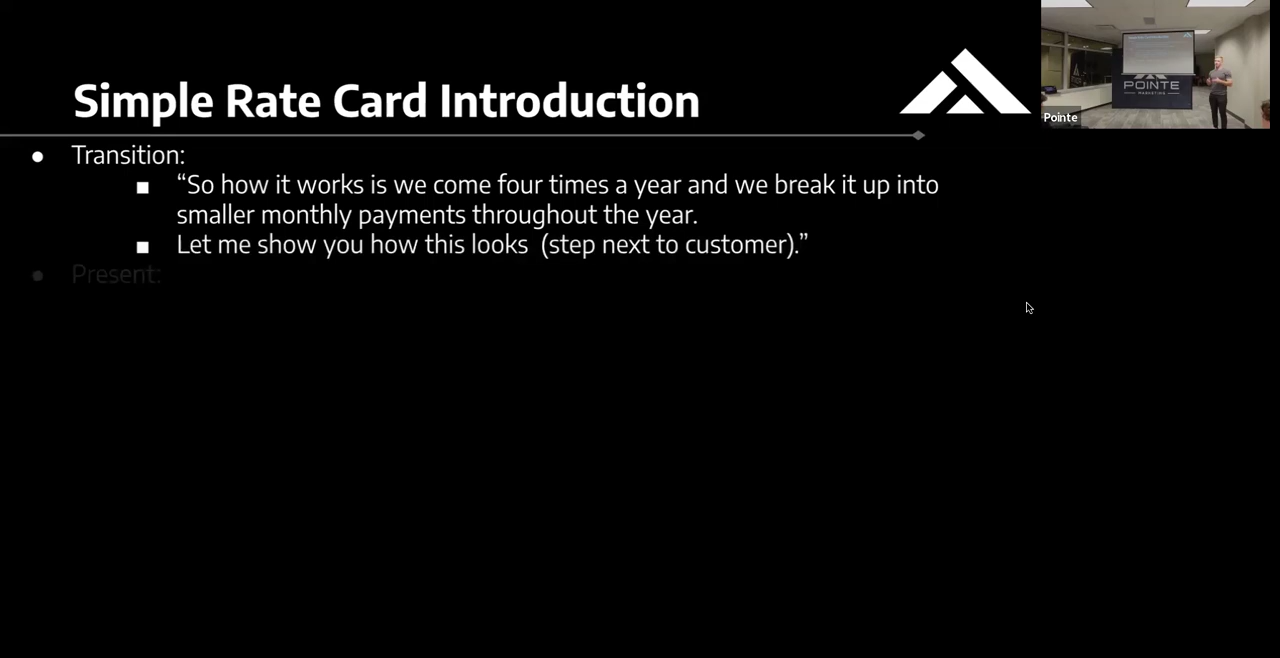 Simple Rate Card Introduction
Pointe
POINTE
MARKETING
● Transition:
■ “So how it works is we come four times a year and we break it up into
smaller monthly payments throughout the year.
■ Let me show you how this looks (step next to customer).”
● Present: